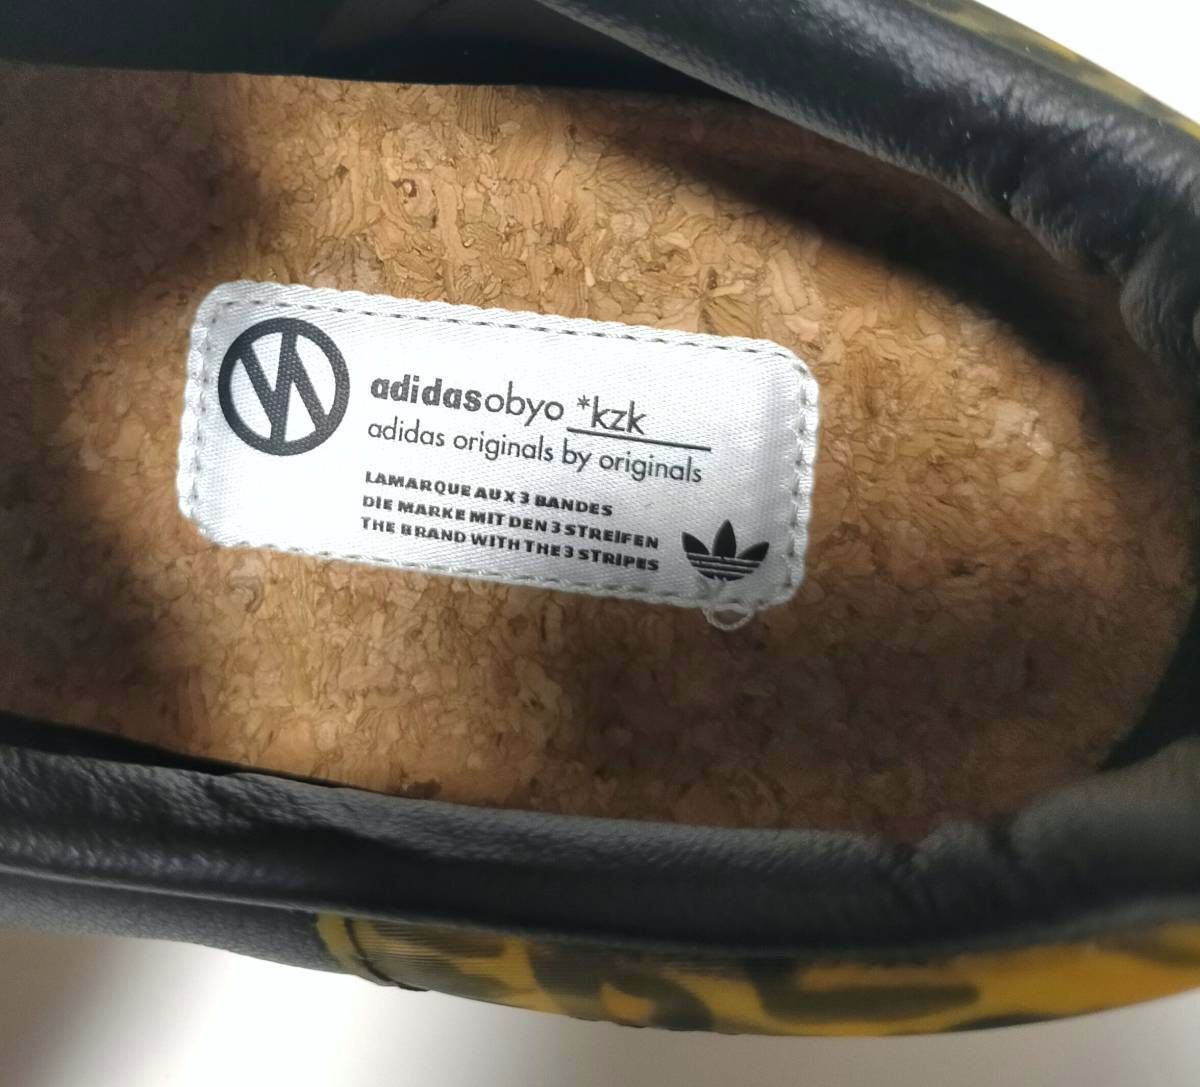 adidasobyo *kzk
adidas originals by originals
LAMARQUE AUX 3 BANDES
DIE MARKE MIT DEN 3 STREIFEN
THE BRAND WITH THE 3 STRIPES